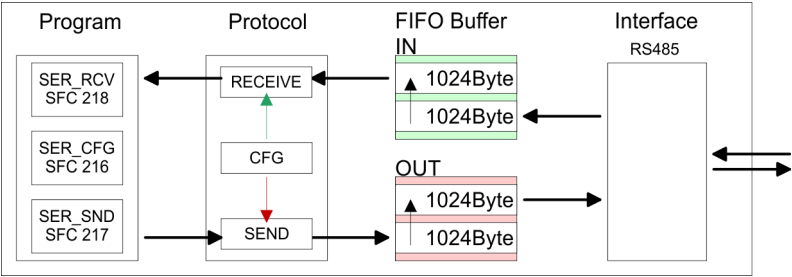 Program
Protocol
FIFO Buffer
Interface
IN
RS485
SER_RCV
SFC 218
RECEIVE
1024Byte
1024Byte
SER_CFG
SFC 216
CFG
OUT
SER_SND
SFC 217
SEND
1024Byte
1024Byte